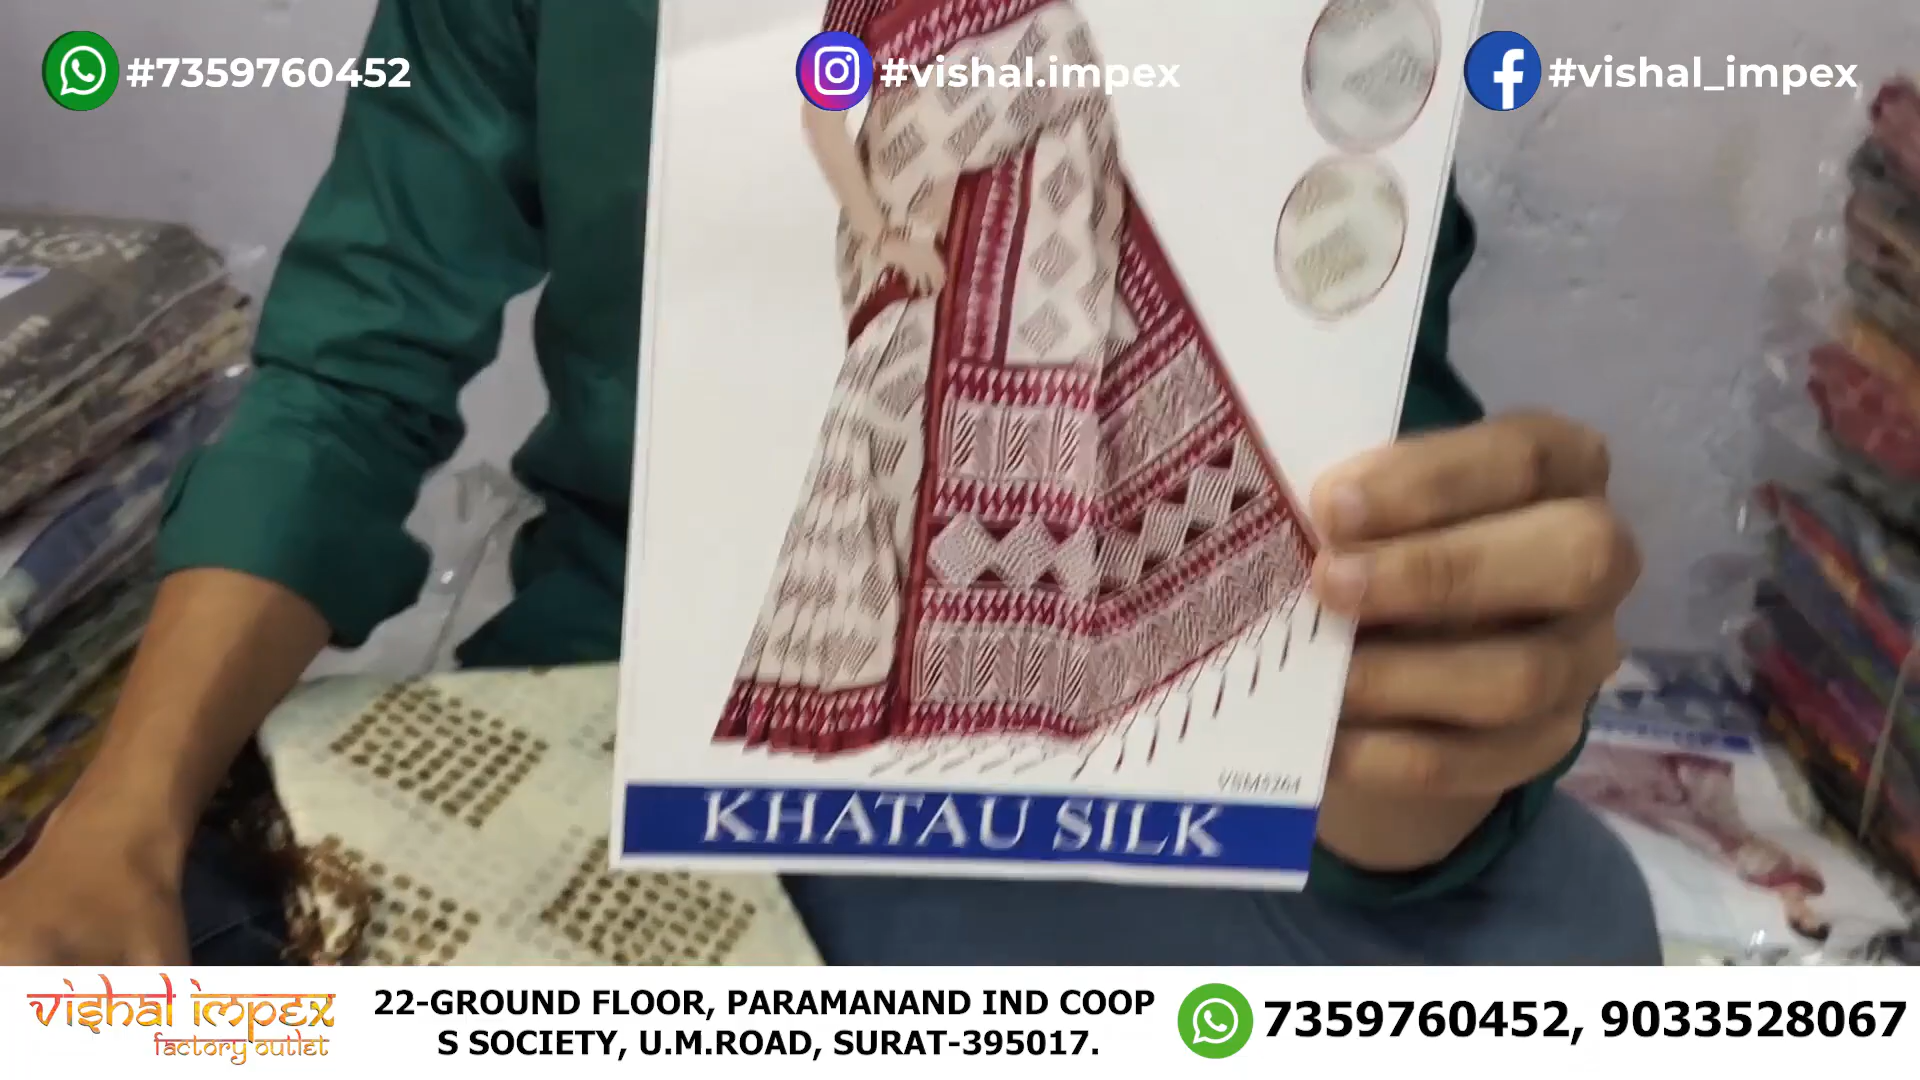 #7359760452
#vishal.impex
#vishal_impex
KHATAU SILK
vishal impex
factory outlet
22-GROUND FLOOR, PARAMANAND IND COOP
S SOCIETY, U.M.ROAD, SURAT-395017.
7359760452, 9033528067